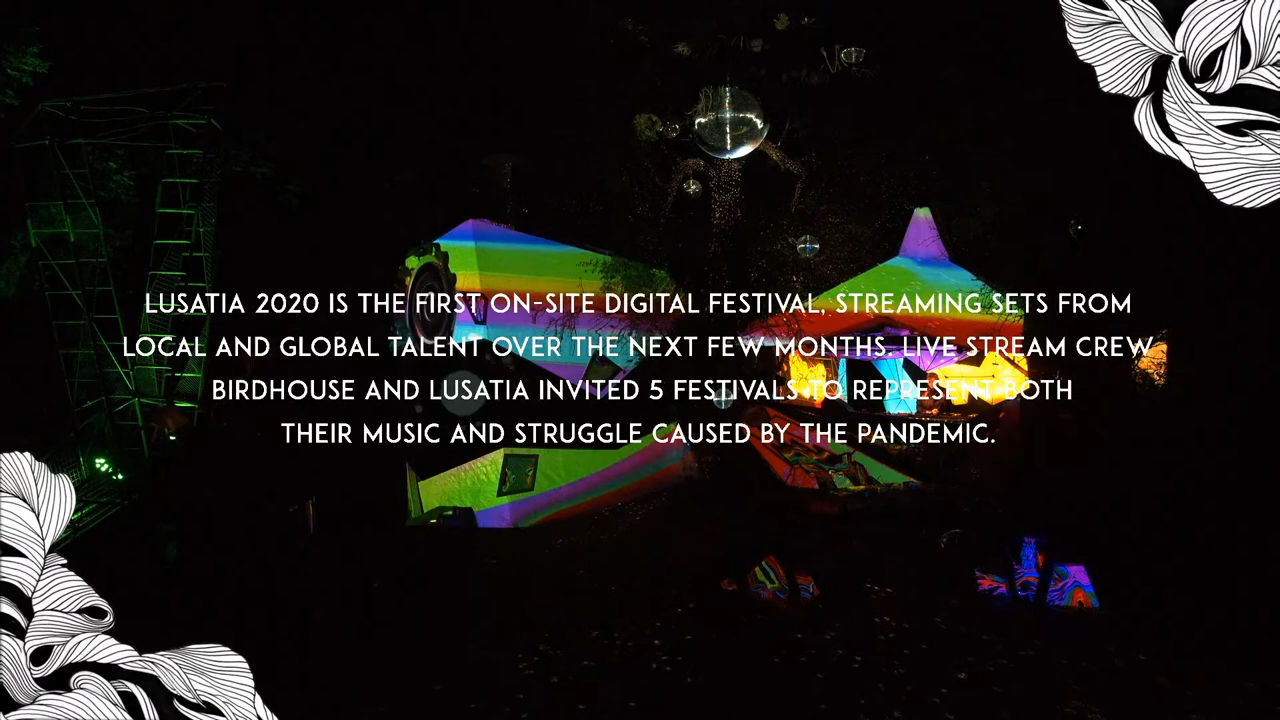 LUSATIA 2020 IS THE FIRST ON-SITE DIGITAL FESTIVAL, STREAMING SETS FROM
LOCAL AND GLOBAL TALENT OVER THE NEXT FEW MONTHS. LIVE STREAM CREW
BIRDHOUSE AND LUSATIA INVITED 5 FESTIVALS TO REPRESENT BOTH
THEIR MUSIC AND STRUGGLE CAUSED BY THE PANDEMIC.